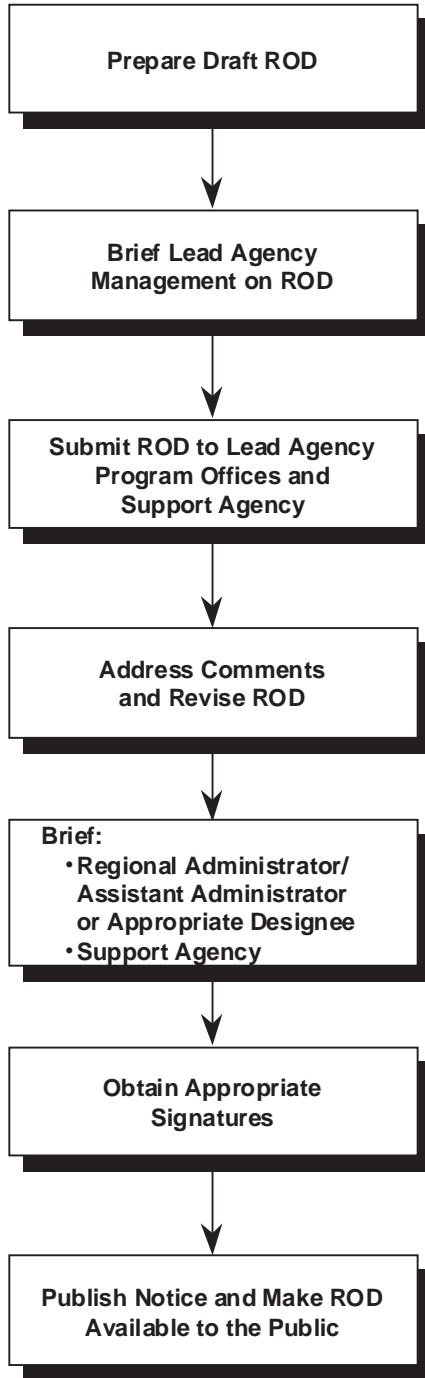 Prepare Draft ROD
Brief Lead Agency
Management on ROD
Submit ROD to Lead Agency
Program Offices and
Support Agency
Address Comments
and Revise ROD
Brief:
• Regional Administrator/
Assistant Administrator
or Appropriate Designee
• Support Agency
Obtain Appropriate
Signatures
Publish Notice and Make ROD
Available to the Public